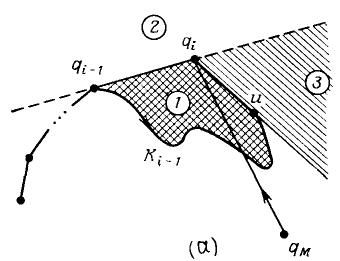 2
q_i
3
q_{i-1}
1
u
K_{i-1}
(a)
q_M